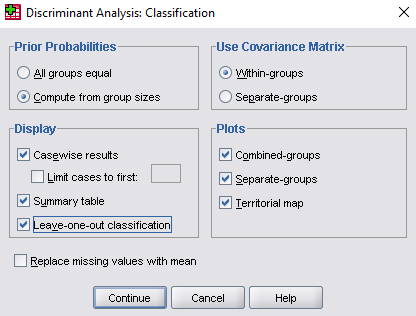 Discriminant Analysis: Classification
Prior Probabilities
All groups equal
Compute from group sizes
Use Covariance Matrix
Within-groups
Separate-groups
Display
Casewise results
Limit cases to first:
Summary table
Leave-one-out classification
Plots
Combined-groups
Separate-groups
Territorial map
Replace missing values with mean
Continue Cancel Help